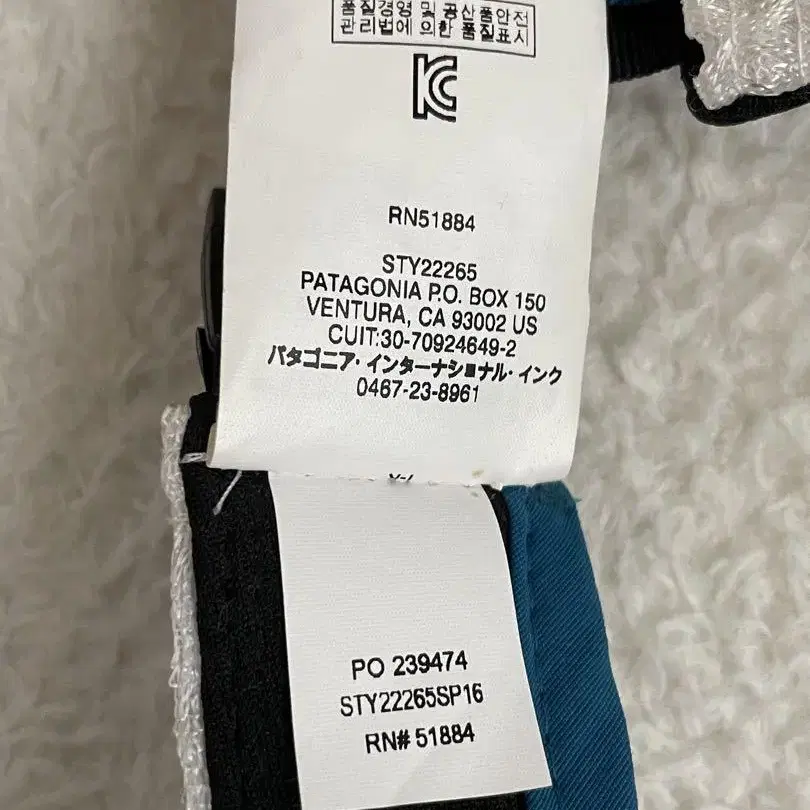 품질경영 및 공산품안전
관리법에 의한 품질표시
RN51884
STY22265
PATAGONIA P.O. BOX 150
VENTURA, CA 93002 US
CUIT:30-70924649-2
パタゴニア・インターナショナル・インク
0467-23-8961
PO 239474
STY22265SP16
RN# 51884